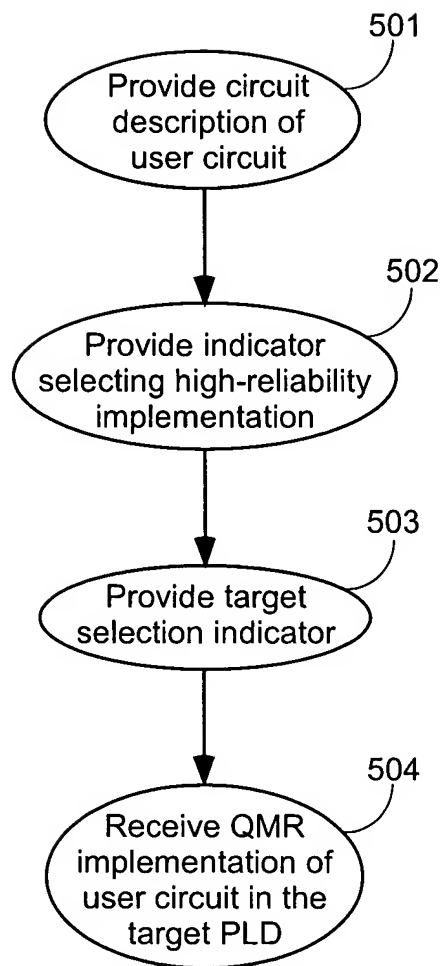 501
Provide circuit
description of
user circuit
502
Provide indicator
selecting high-reliability
implementation
503
Provide target
selection indicator
504
Receive QMR
implementation of
user circuit in the
target PLD